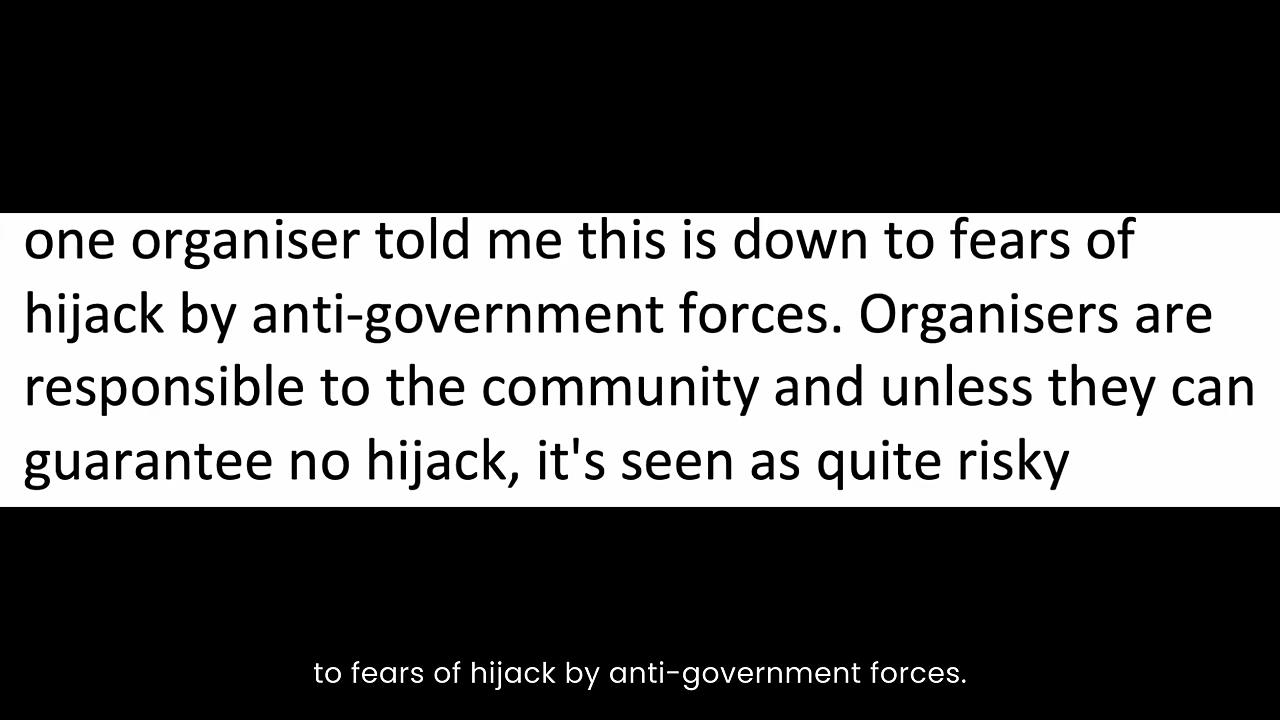 one organiser told me this is down to fears of
hijack by anti-government forces. Organisers are
responsible to the community and unless they can
guarantee no hijack, it's seen as quite risky
to fears of hijack by anti-government forces.